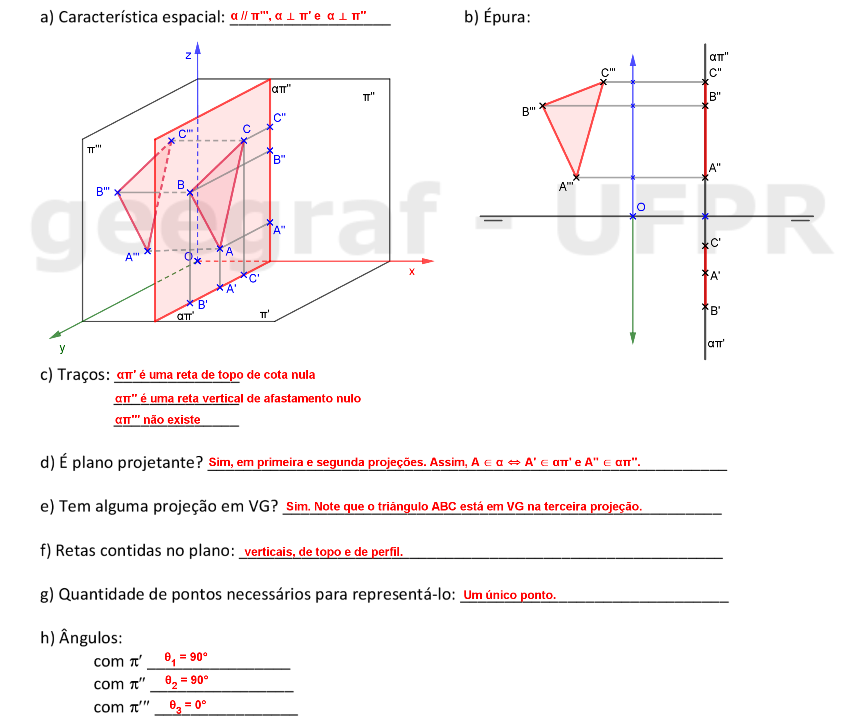 a) Característica espacial: α // π''', α ⊥ π' e α ⊥ π''
b) Épura:
z
απ''
π''
C''
C'''
C
π'''
B''
B'''
B
A''
A'''
A
O
x
C'
A'
B'
απ'
π'
y
απ''
C'''
C''
B'''
B''
A''
A'''
O
C'
A'
B'
απ'
geegraf - UFPR
c) Traços: απ' é uma reta de topo de cota nula
απ'' é uma reta vertical de afastamento nulo
απ''' não existe
d) É plano projetante? Sim, em primeira e segunda projeções. Assim, A ∈ α ⇔ A' ∈ απ' e A'' ∈ απ''.
e) Tem alguma projeção em VG? Sim. Note que o triângulo ABC está em VG na terceira projeção.
f) Retas contidas no plano: verticais, de topo e de perfil.
g) Quantidade de pontos necessários para representá-lo: Um único ponto.
h) Ângulos:
com π' θ₁ = 90°
com π'' θ₂ = 90°
com π''' θ₃ = 0°